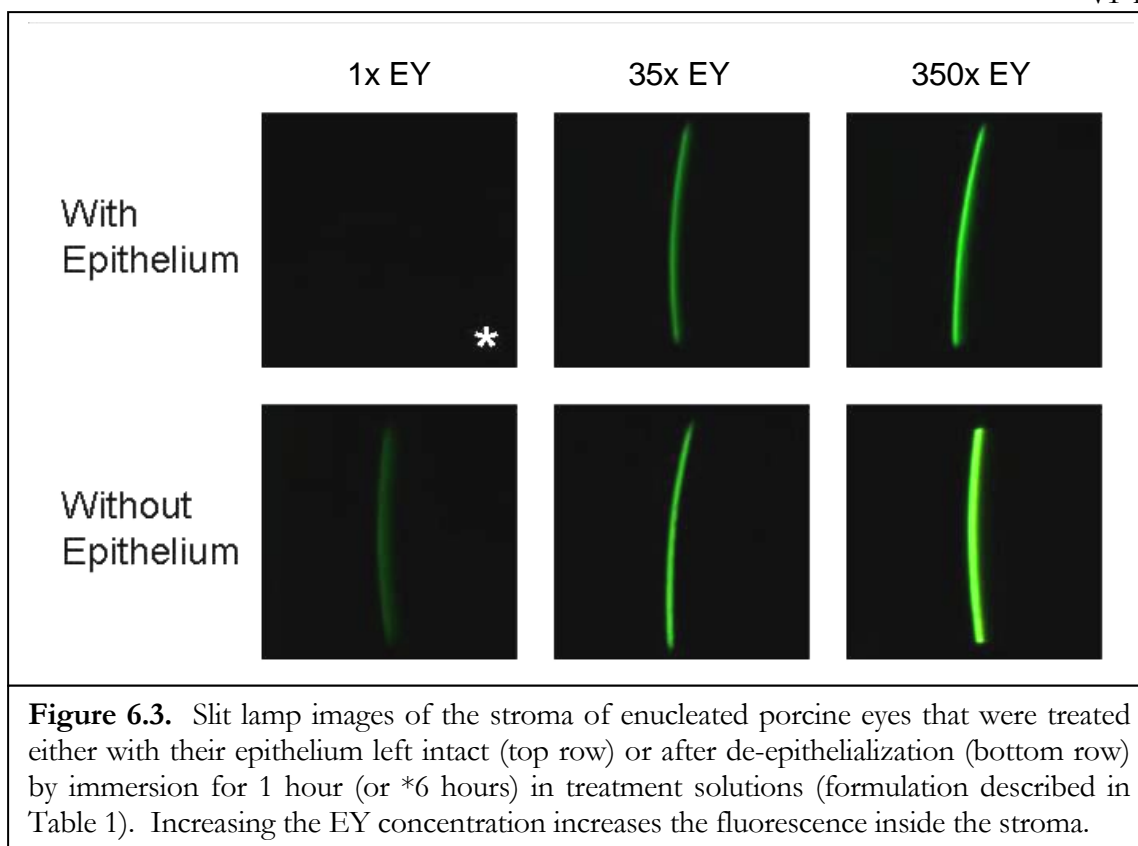 1x EY 35x EY 350x EY
With
Epithelium
*
Without
Epithelium
Figure 6.3. Slit lamp images of the stroma of enucleated porcine eyes that were treated
either with their epithelium left intact (top row) or after de-epithelialization (bottom row)
by immersion for 1 hour (or *6 hours) in treatment solutions (formulation described in
Table 1). Increasing the EY concentration increases the fluorescence inside the stroma.